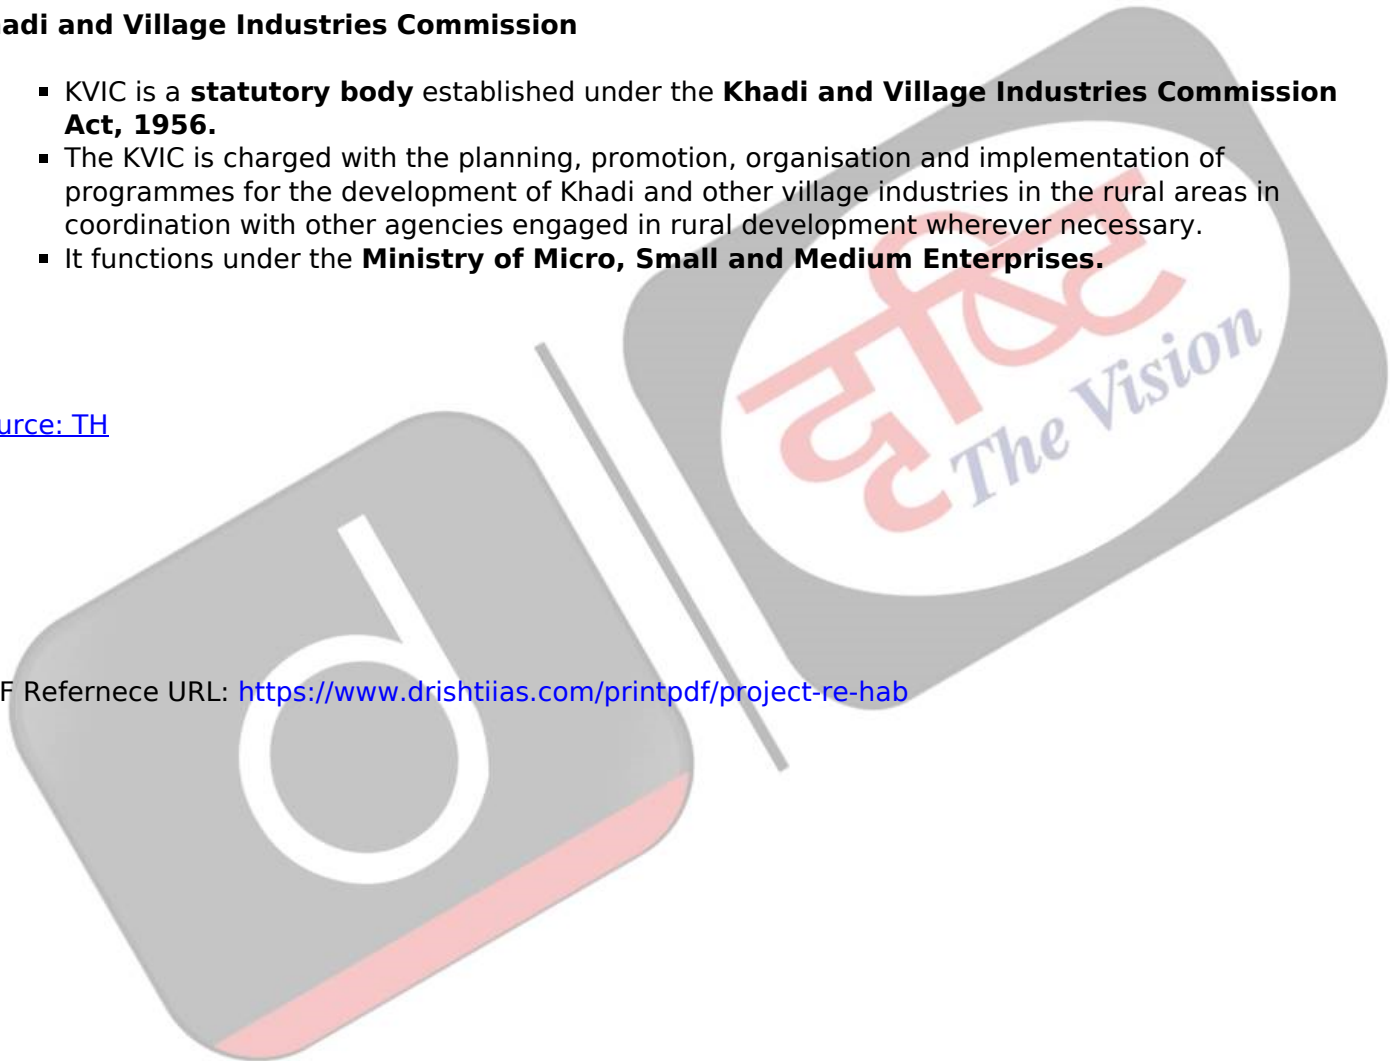 adi and Village Industries Commission
▪ KVIC is a statutory body established under the Khadi and Village Industries Commission
Act, 1956.
▪ The KVIC is charged with the planning, promotion, organisation and implementation of
programmes for the development of Khadi and other village industries in the rural areas in
coordination with other agencies engaged in rural development wherever necessary.
▪ It functions under the Ministry of Micro, Small and Medium Enterprises.
दृष्टि
The Vision
urce: TH
d
F Refernece URL: https://www.drishtiias.com/printpdf/project-re-hab